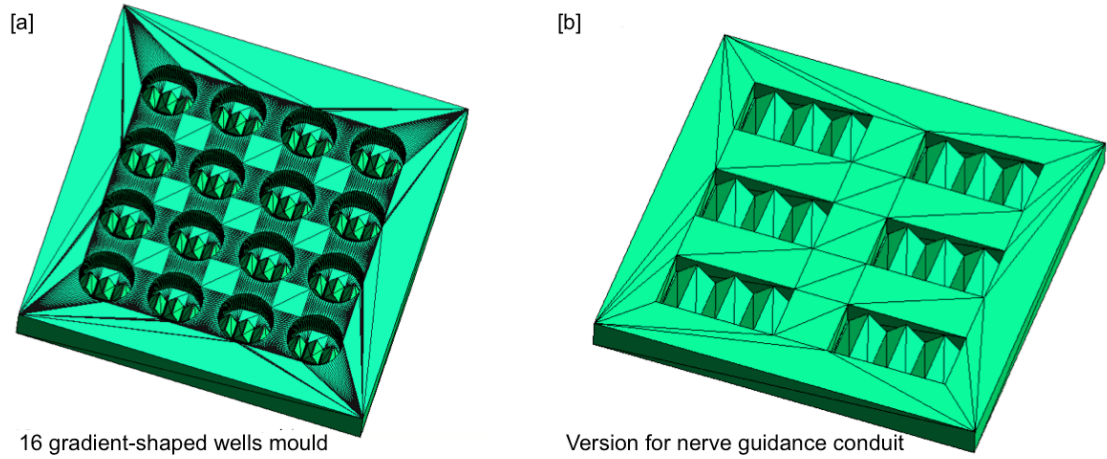 [a]
[b]
16 gradient-shaped wells mould
Version for nerve guidance conduit